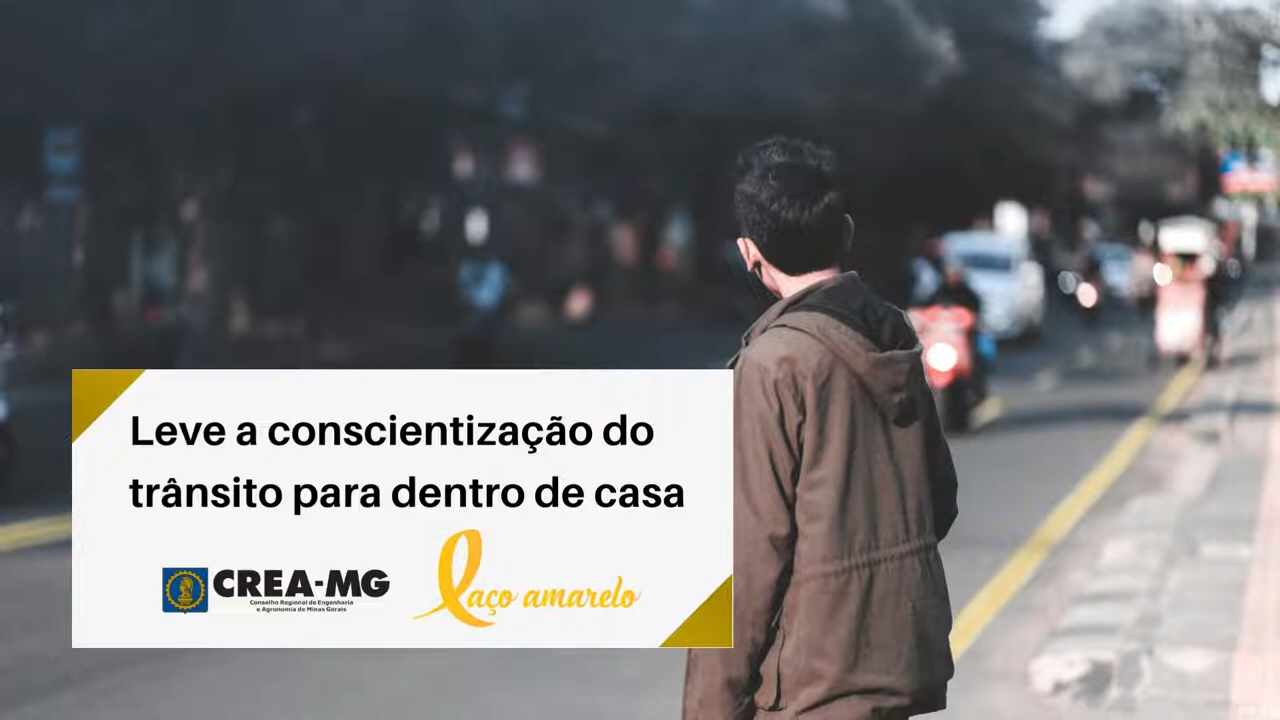 Leve a conscientização do
trânsito para dentro de casa
CREA-MG
Conselho Regional de Engenharia
e Agronomia de Minas Gerais
laço amarelo